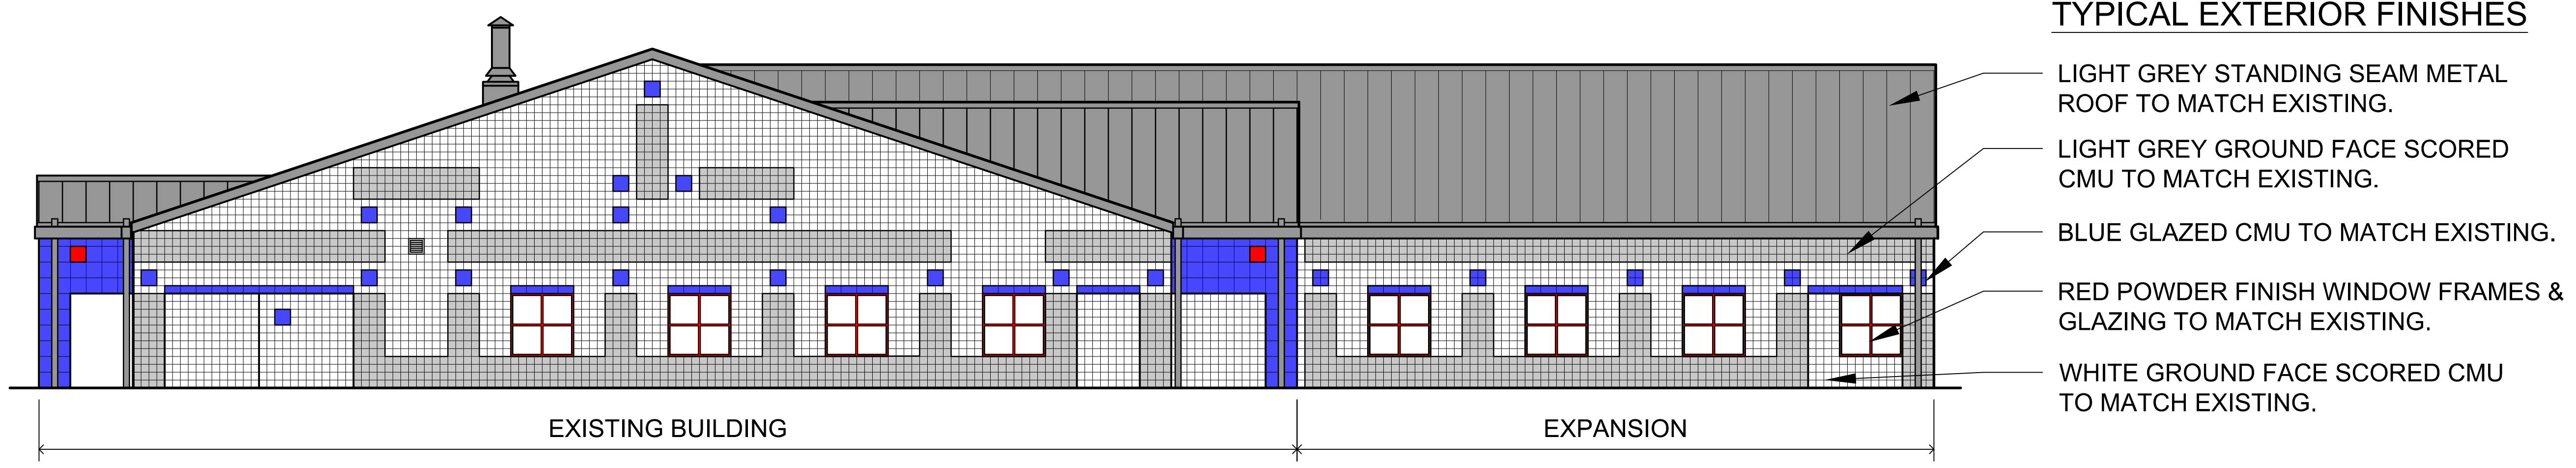 TYPICAL EXTERIOR FINISHES
LIGHT GREY STANDING SEAM METAL
ROOF TO MATCH EXISTING.
LIGHT GREY GROUND FACE SCORED
CMU TO MATCH EXISTING.
BLUE GLAZED CMU TO MATCH EXISTING.
RED POWDER FINISH WINDOW FRAMES &
GLAZING TO MATCH EXISTING.
WHITE GROUND FACE SCORED CMU
TO MATCH EXISTING.
EXISTING BUILDING
EXPANSION